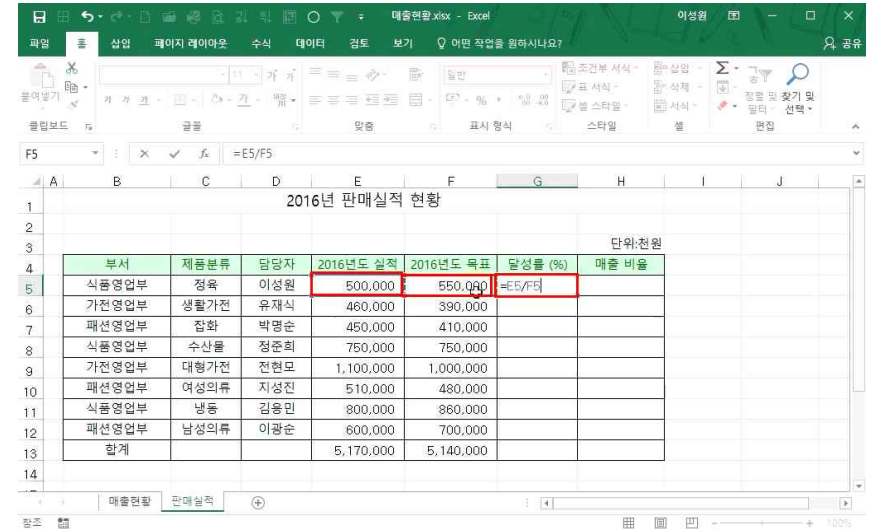 매출현황.xlsx - Excel 이성원
파일 홈 삽입 페이지 레이아웃 수식 데이터 검토 보기 어떤 작업을 원하시나요? 공유
붙여넣기 가 가 가 11 가 가 일반 % 조건부 서식 표 서식 셀 스타일 삽입 삭제 서식 정렬 및 필터 찾기 및 선택
클립보드 글꼴 맞춤 표시 형식 스타일 셀 편집
F5 fx =E5/F5
A B C D E F G H I J
1 2016년 판매실적 현황
2
3 단위:천원
4 부서 제품분류 담당자 2016년도 실적 2016년도 목표 달성률 (%) 매출 비율
5 식품영업부 정육 이성원 500,000 550,000 =E5/F5
6 가전영업부 생활가전 유재식 460,000 390,000
7 패션영업부 잡화 박명순 450,000 410,000
8 식품영업부 수산물 정준희 750,000 750,000
9 가전영업부 대형가전 전현모 1,100,000 1,000,000
10 패션영업부 여성의류 지성진 510,000 480,000
11 식품영업부 냉동 김용민 800,000 860,000
12 패션영업부 남성의류 이광순 600,000 700,000
13 합계 5,170,000 5,140,000
14
매출현황 판매실적
참조 100%